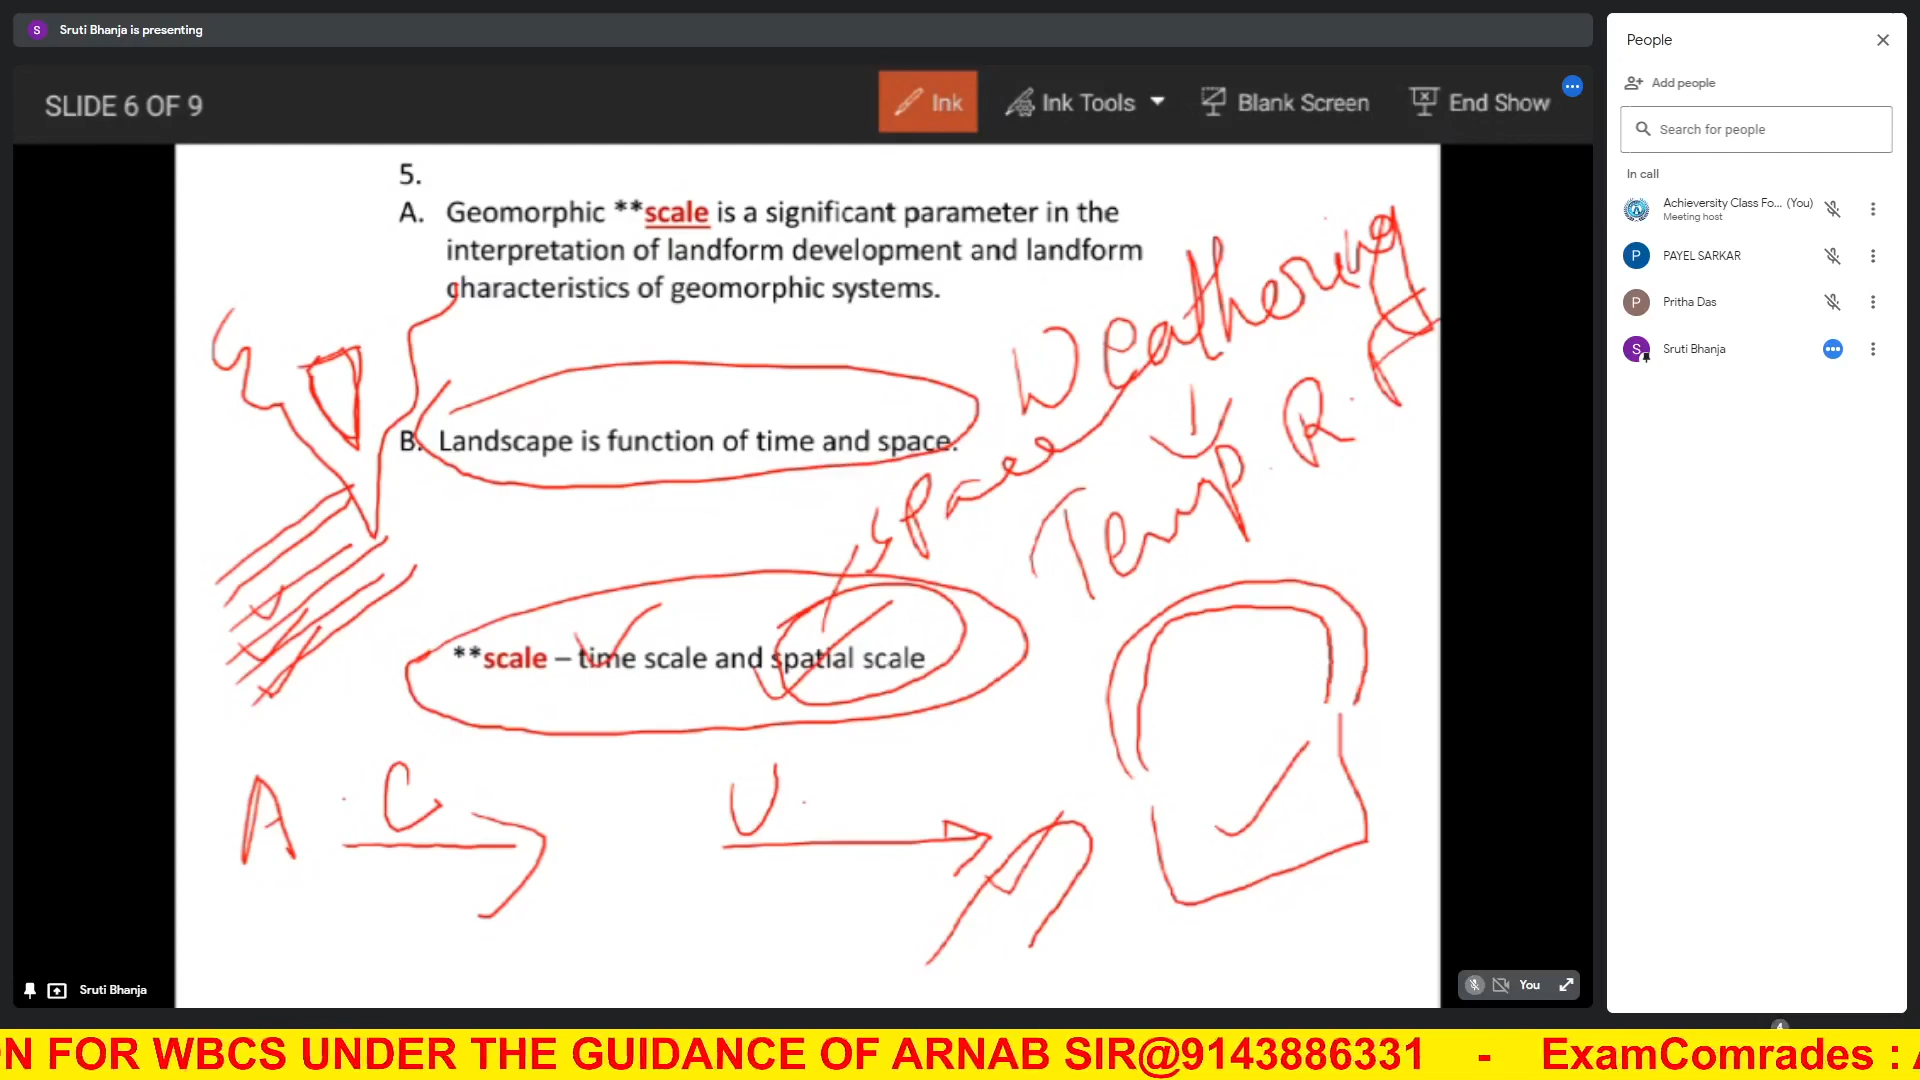 Sruti Bhanja is presenting
People
Add people
Search for people
In call
Achieversity Class Fo... (You)
Meeting host
P PAYEL SARKAR
P Pritha Das
S Sruti Bhanja
SLIDE 6 OF 9
Ink
Ink Tools
Blank Screen
End Show
5.
A. Geomorphic **scale is a significant parameter in the
interpretation of landform development and landform
characteristics of geomorphic systems.
Weathering
B. Landscape is function of time and space.
Space
Temp R.F
**scale – time scale and spatial scale
A.C
U.
Sruti Bhanja
You
4
ON FOR WBCS UNDER THE GUIDANCE OF ARNAB SIR@9143886331 - ExamComrades : A